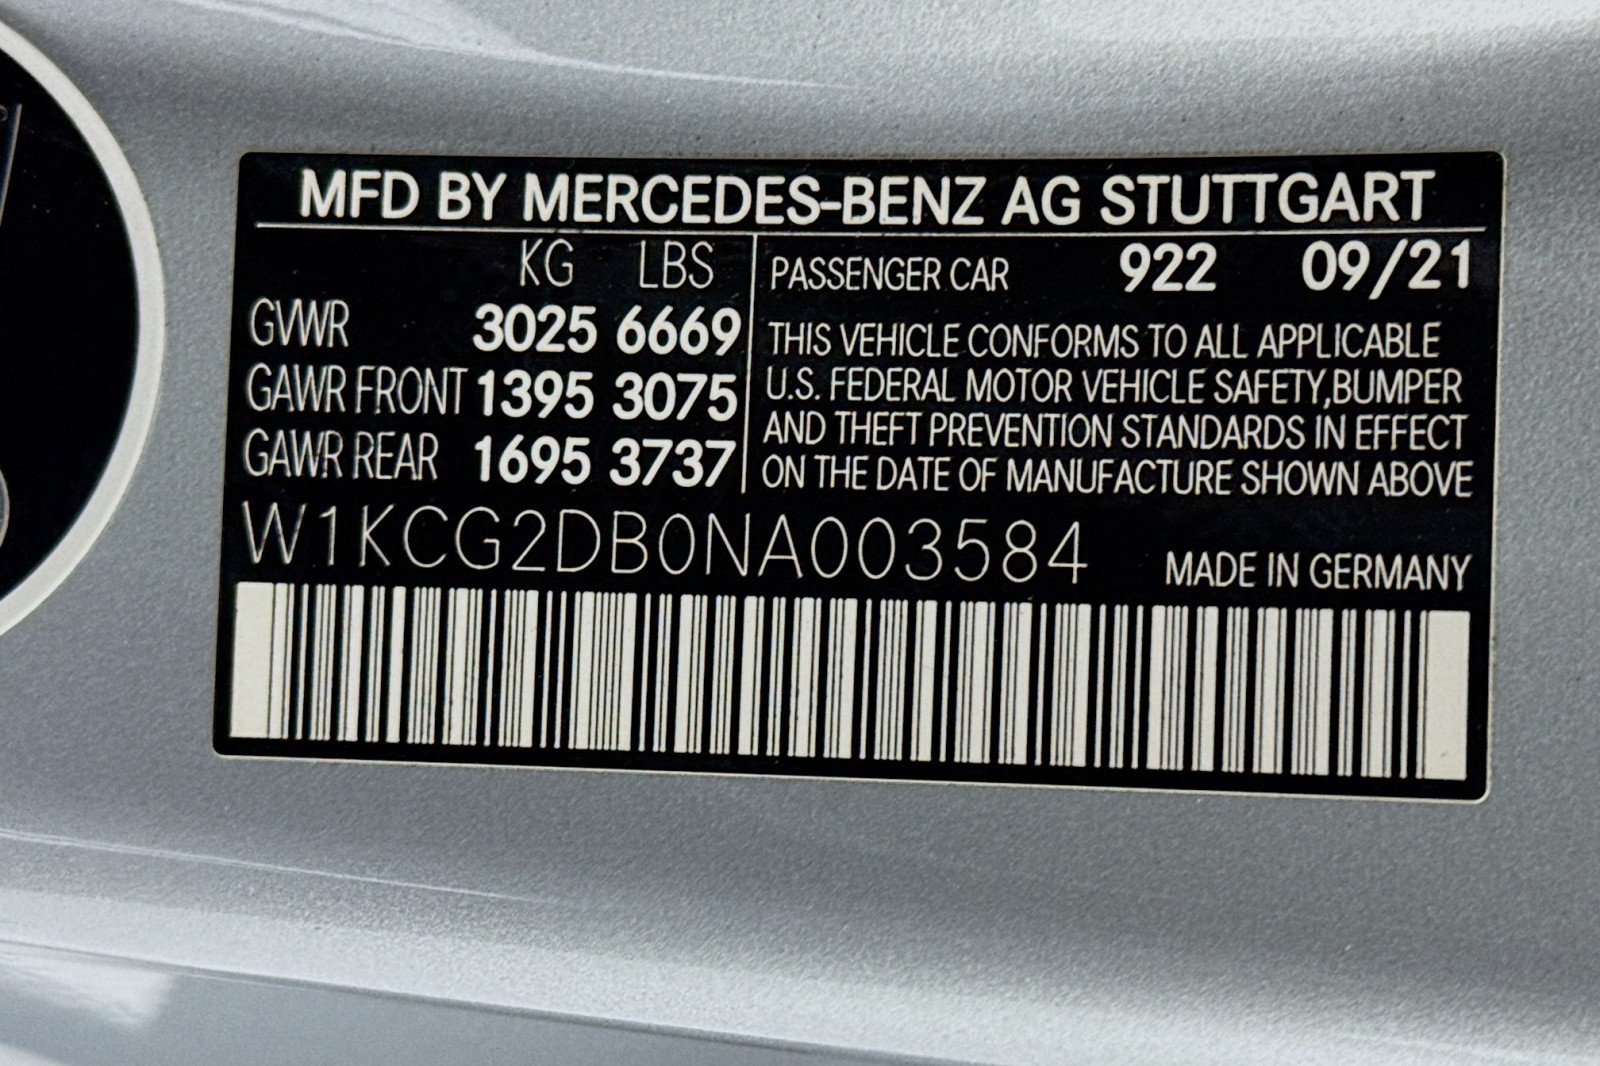 MFD BY MERCEDES-BENZ AG STUTTGART
KG LBS
GVWR 3025 6669
GAWR FRONT 1395 3075
GAWR REAR 1695 3737
PASSENGER CAR 922 09/21
THIS VEHICLE CONFORMS TO ALL APPLICABLE
U.S. FEDERAL MOTOR VEHICLE SAFETY,BUMPER
AND THEFT PREVENTION STANDARDS IN EFFECT
ON THE DATE OF MANUFACTURE SHOWN ABOVE
W1KCG2DB0NA003584
MADE IN GERMANY